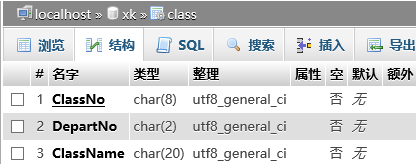 localhost » xk » class
浏览 结构 SQL 搜索 插入 导出
# 名字 类型 整理 属性 空 默认 额外
1 ClassNo char(8) utf8_general_ci 否 无
2 DepartNo char(2) utf8_general_ci 否 无
3 ClassName char(20) utf8_general_ci 否 无